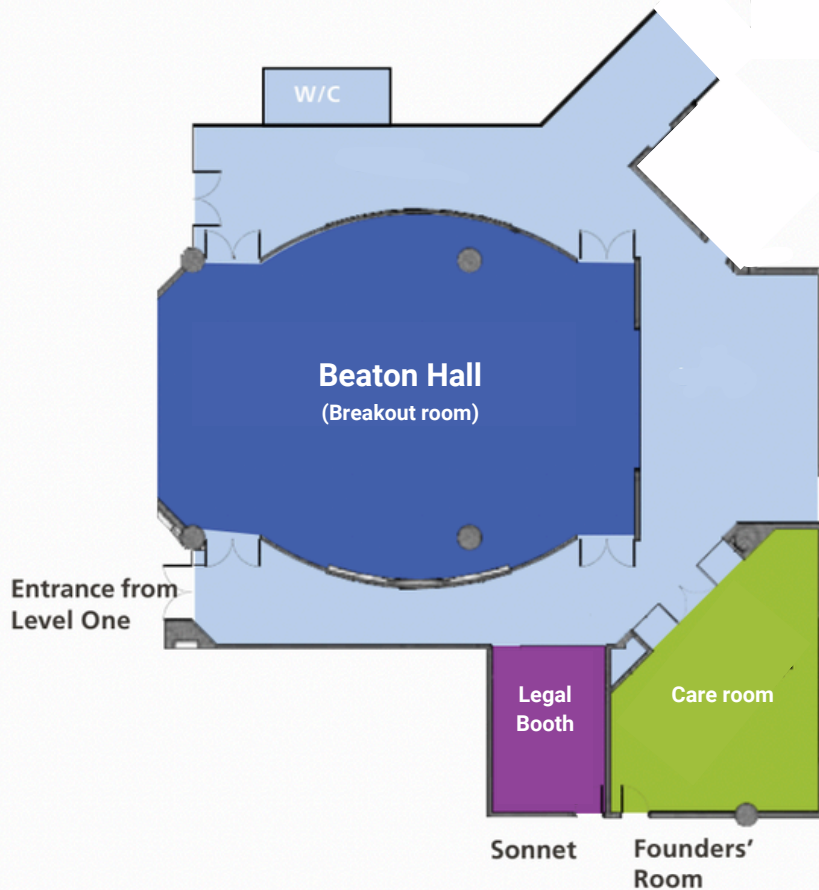 W/C
Beaton Hall
(Breakout room)
Entrance from
Level One
Legal
Booth
Care room
Sonnet
Founders’
Room